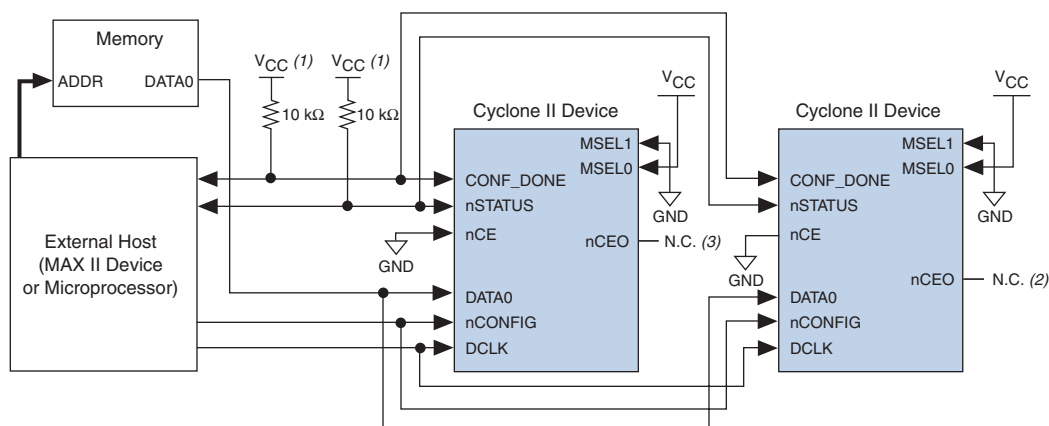 Memory
ADDR DATA0
VCC (1) VCC (1)
10 kΩ 10 kΩ
External Host
(MAX II Device
or Microprocessor)
Cyclone II Device
VCC
MSEL1
MSEL0
CONF_DONE
nSTATUS
nCE
GND
GND
nCEO N.C. (3)
DATA0
nCONFIG
DCLK
Cyclone II Device
VCC
MSEL1
MSEL0
CONF_DONE
nSTATUS
nCE
GND
GND
nCEO N.C. (2)
DATA0
nCONFIG
DCLK